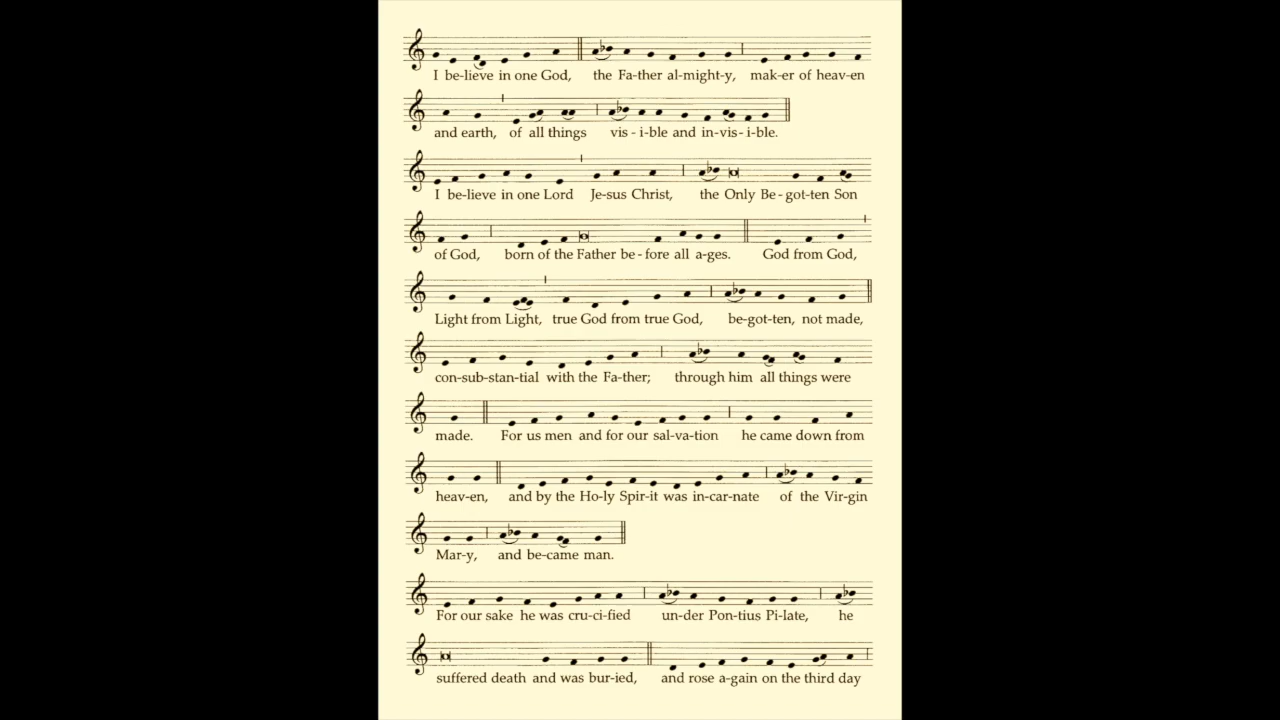 I be-lieve in one God, the Fa-ther al-might-y, mak-er of heav-en
and earth, of all things vis - i-ble and in-vis- i-ble.
I be-lieve in one Lord Je-sus Christ, the Only Be - got-ten Son
of God, born of the Father be - fore all a-ges. God from God,
Light from Light, true God from true God, be-got-ten, not made,
con-sub-stan-tial with the Fa-ther; through him all things were
made. For us men and for our sal-va-tion he came down from
heav-en, and by the Ho-ly Spir-it was in-car-nate of the Vir-gin
Mar-y, and be-came man.
For our sake he was cru-ci-fied un-der Pon-tius Pi-late, he
suffered death and was bur-ied, and rose a-gain on the third day